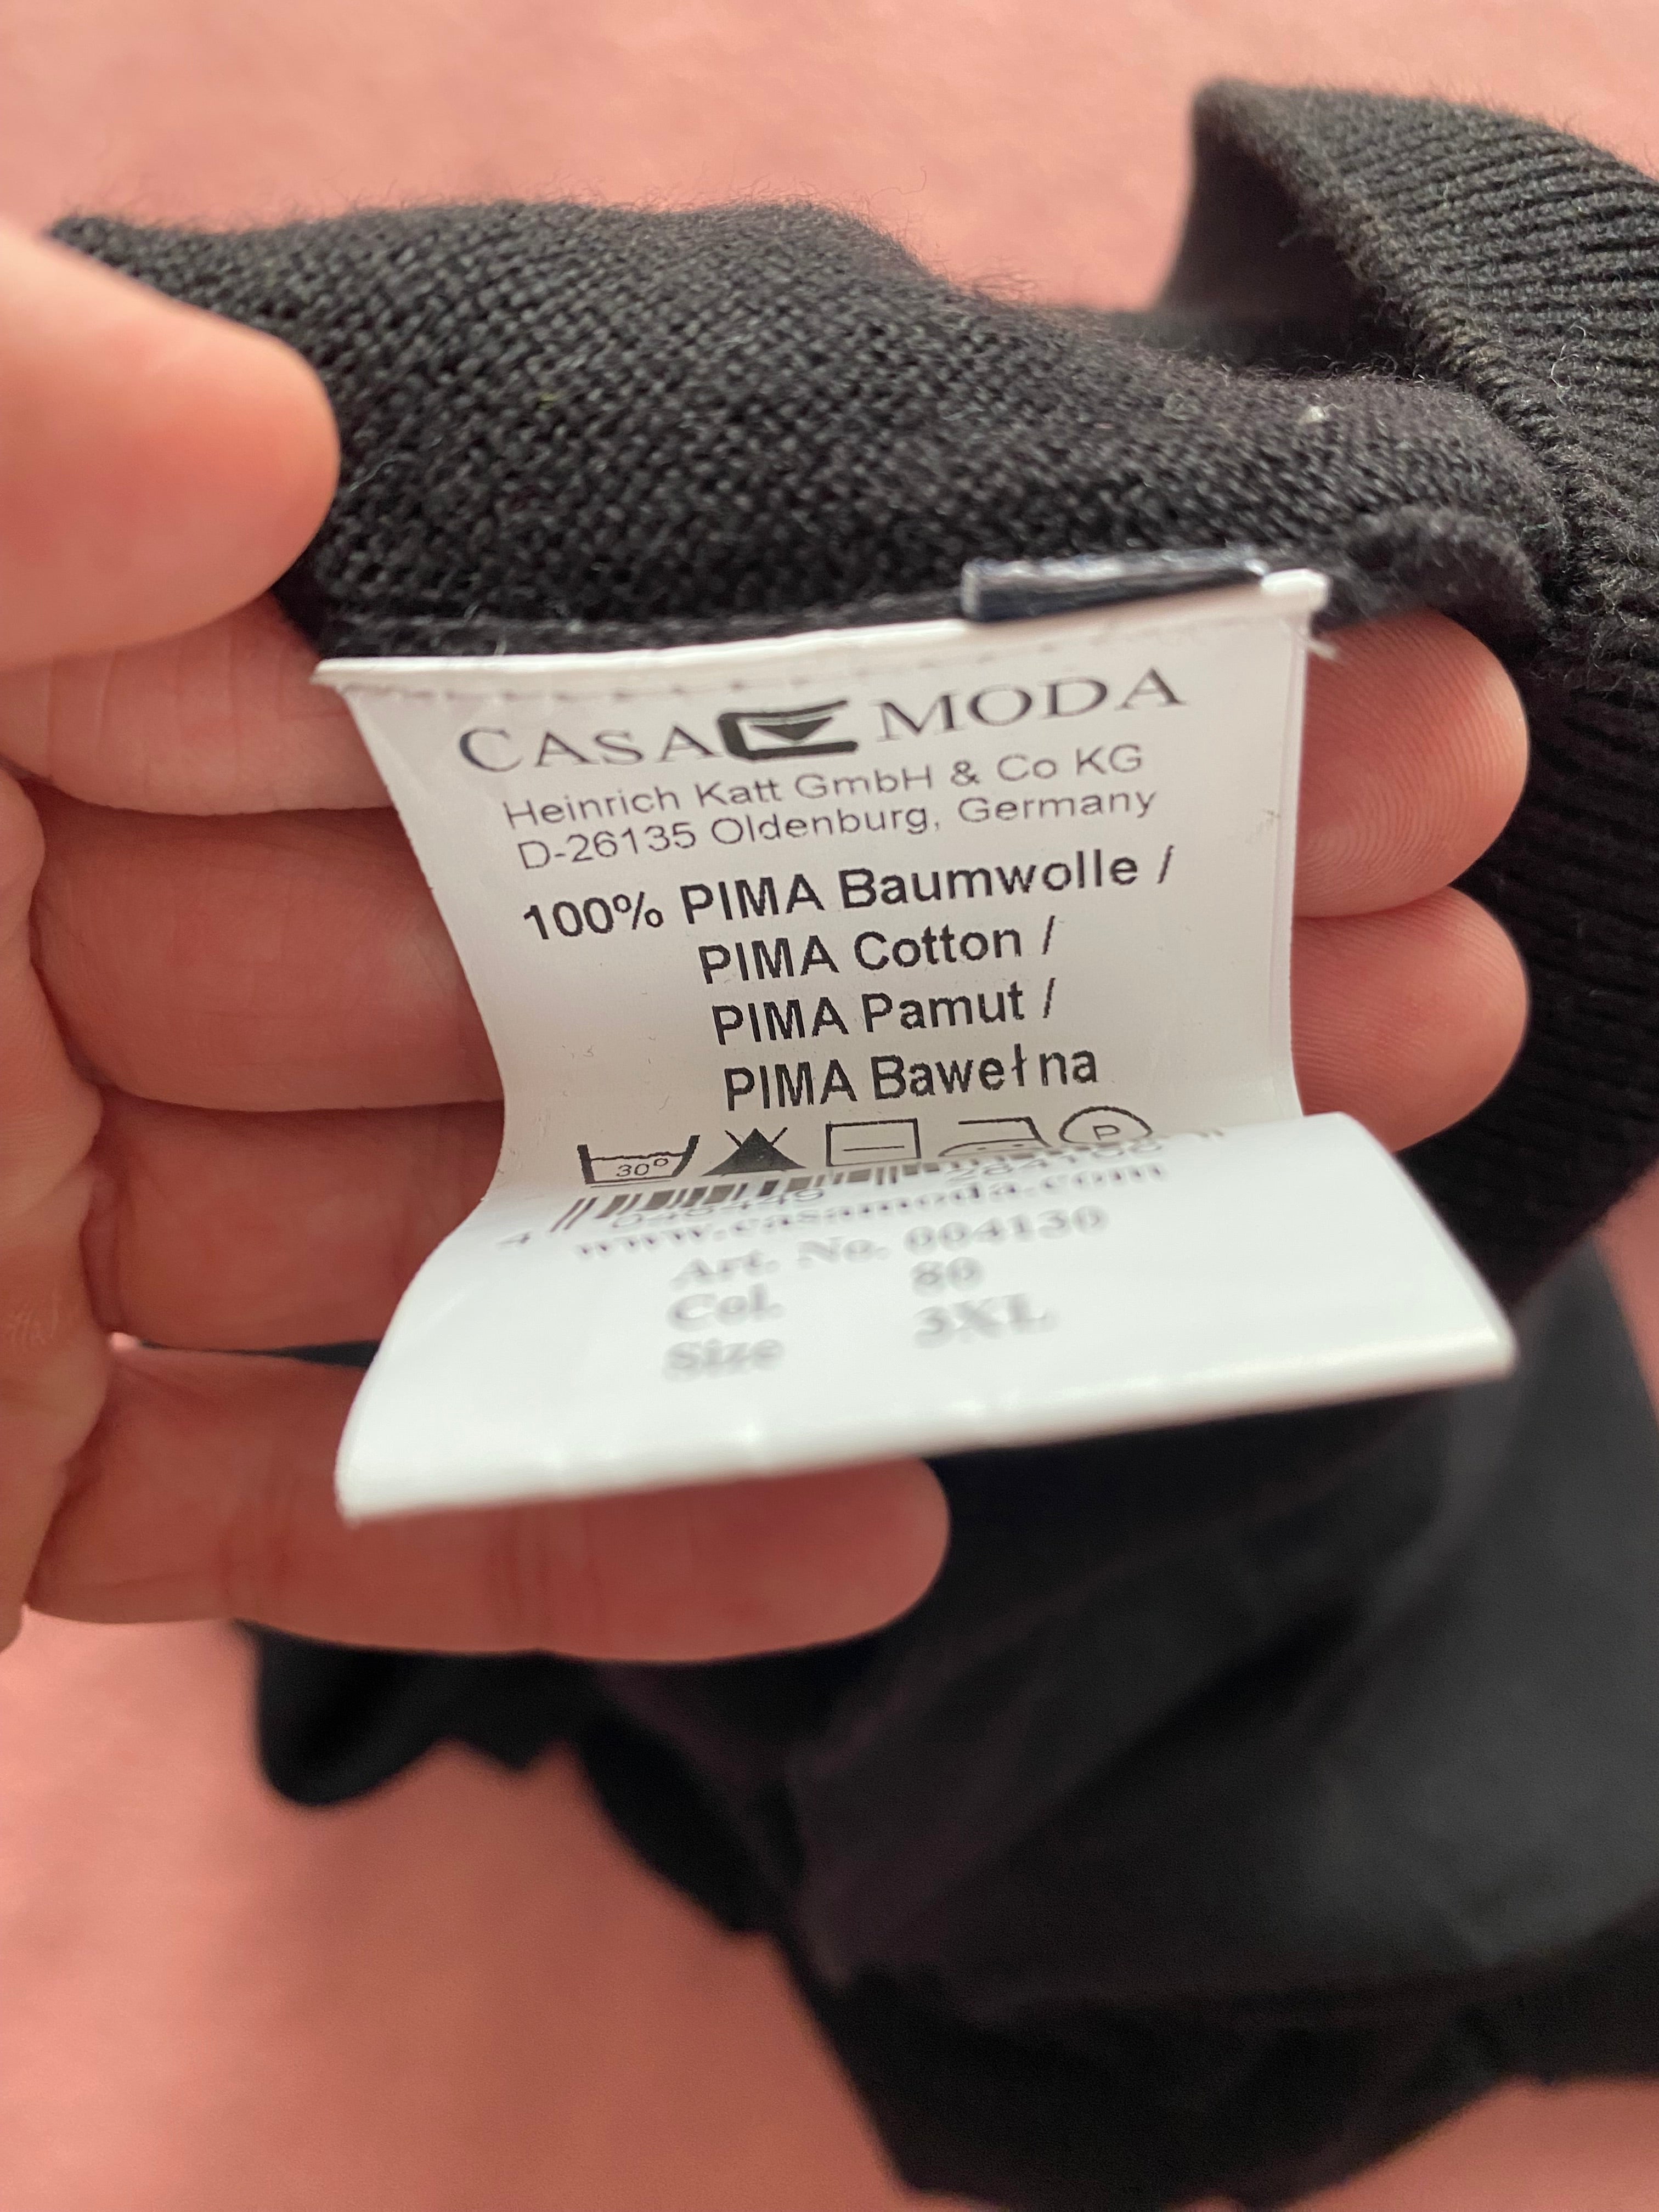 CASA MODA
Heinrich Katt GmbH & Co KG
D-26135 Oldenburg, Germany
100% PIMA Baumwolle /
PIMA Cotton /
PIMA Pamut /
PIMA Bawełna
30° P
www.casamoda.com
Art. No. 004130
Col. 80
Size 3XL